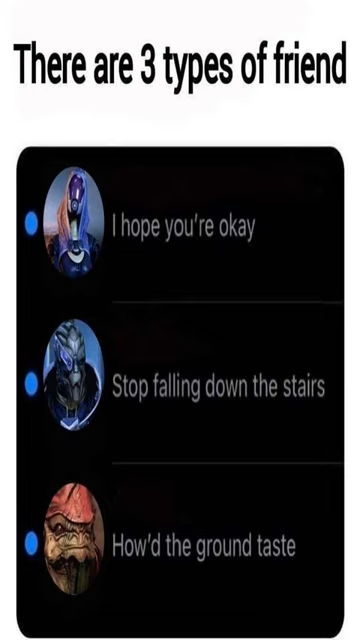 There are 3 types of friend
I hope you're okay
Stop falling down the stairs
How'd the ground taste